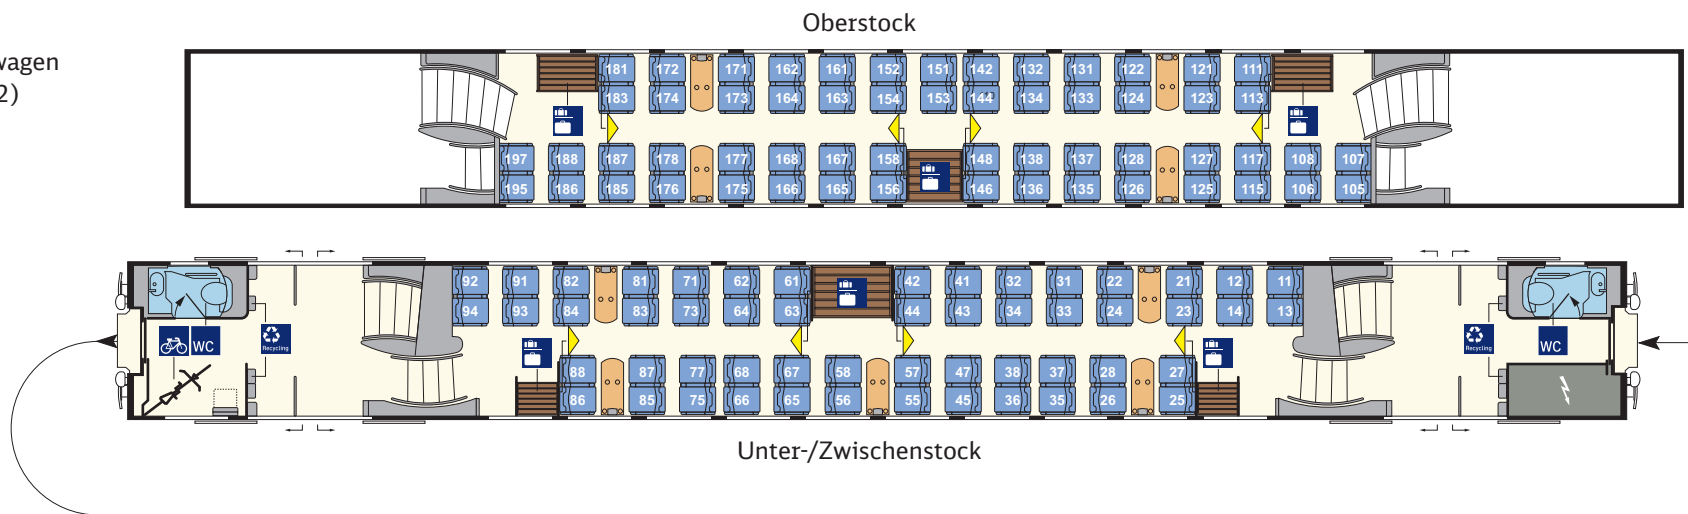 Oberstock
wagen
2)
181 172 171 162 161 152 151 142 132 131 122 121 111
183 174 173 164 163 154 153 144 134 133 124 123 113
197 188 187 178 177 168 167 158 148 138 137 128 127 117 108 107
195 186 185 176 175 166 165 156 146 136 135 126 125 115 106 105
92 91 82 81 71 62 61 42 41 32 31 22 21 12 11
94 93 84 83 73 64 63 44 43 34 33 24 23 14 13
WC Recycling Recycling WC
88 87 77 68 67 58 57 47 38 37 28 27
86 85 75 66 65 56 55 45 36 35 26 25
Unter-/Zwischenstock